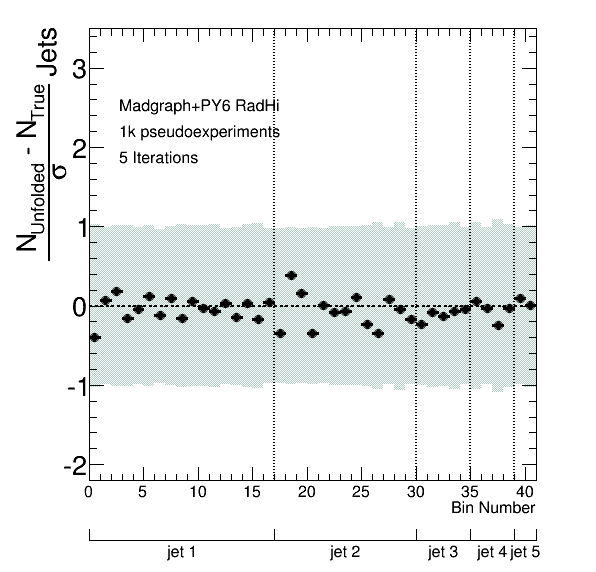 N_Unfolded - N_True Jets
σ
3
2
1
0
-1
-2
Madgraph+PY6 RadHi
1k pseudoexperiments
5 Iterations
0 5 10 15 20 25 30 35 40
Bin Number
jet 1 jet 2 jet 3 jet 4 jet 5